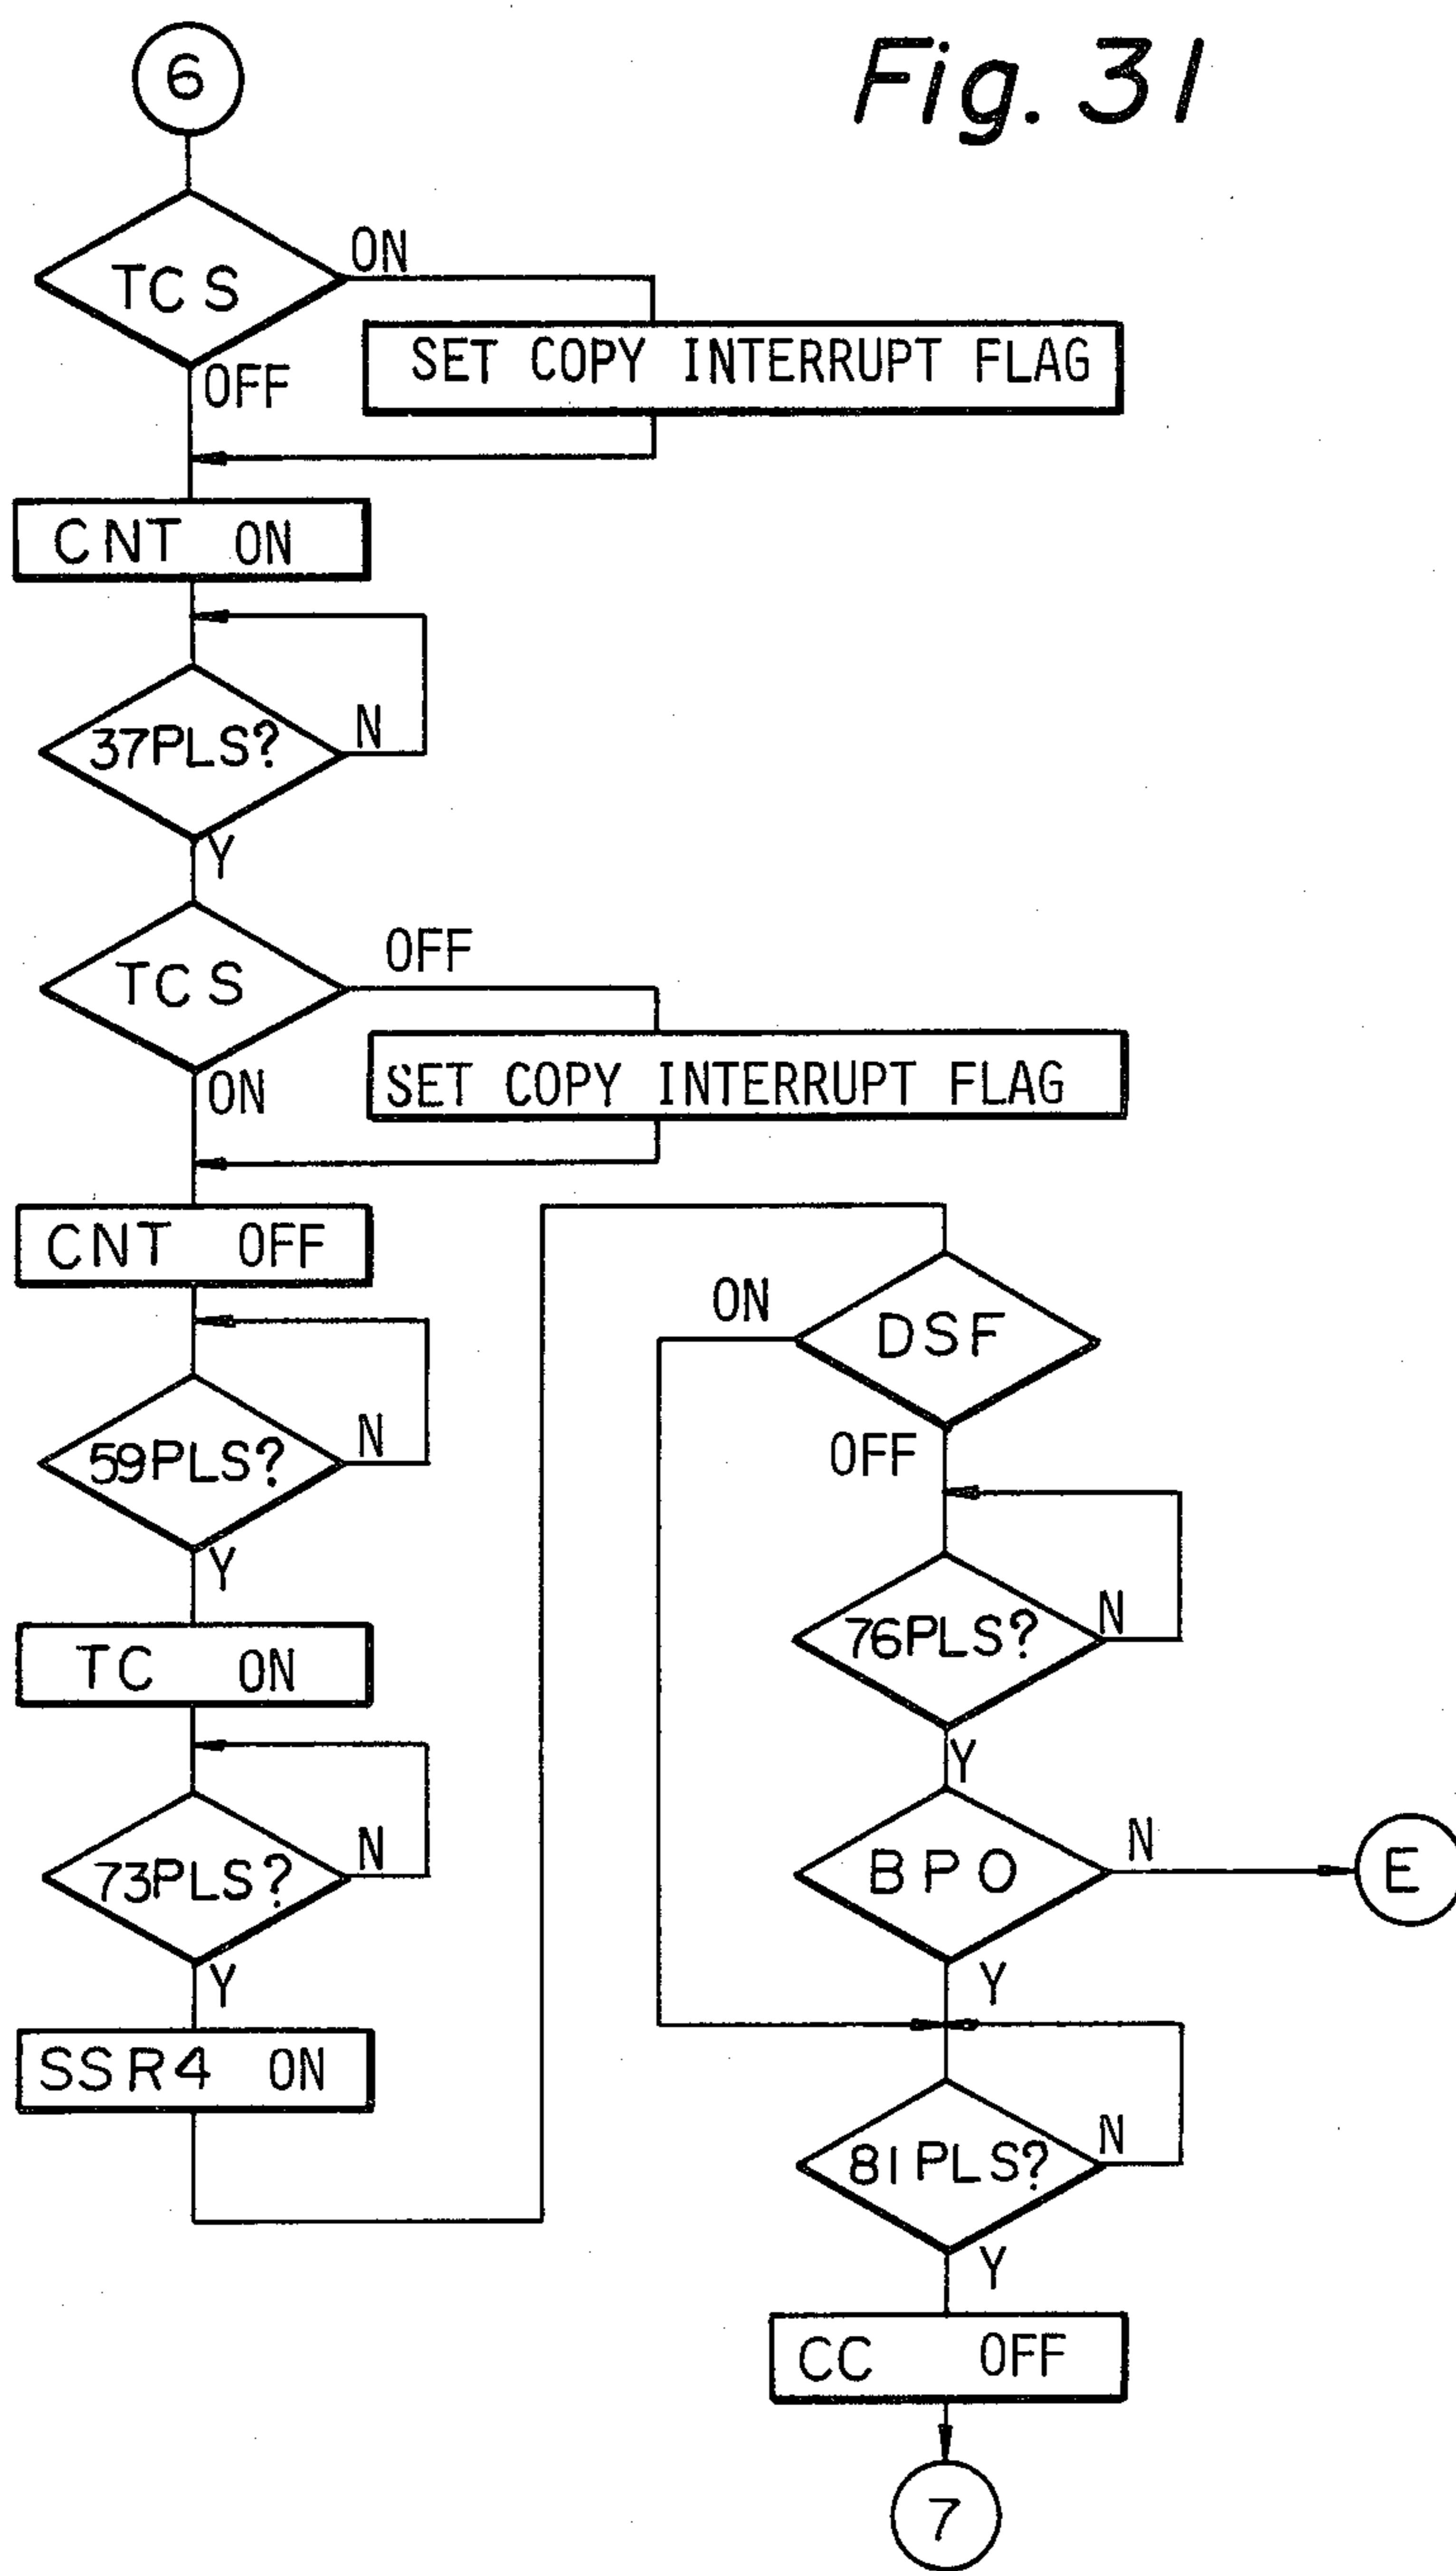 Fig. 31
6
TCS
ON
SET COPY INTERRUPT FLAG
OFF
CNT ON
37PLS?
N
Y
TCS
OFF
SET COPY INTERRUPT FLAG
ON
CNT OFF
59PLS?
N
Y
TC ON
73PLS?
N
Y
SSR4 ON
DSF
ON
OFF
76PLS?
N
Y
BPO
N
E
Y
81PLS?
N
Y
CC OFF
7